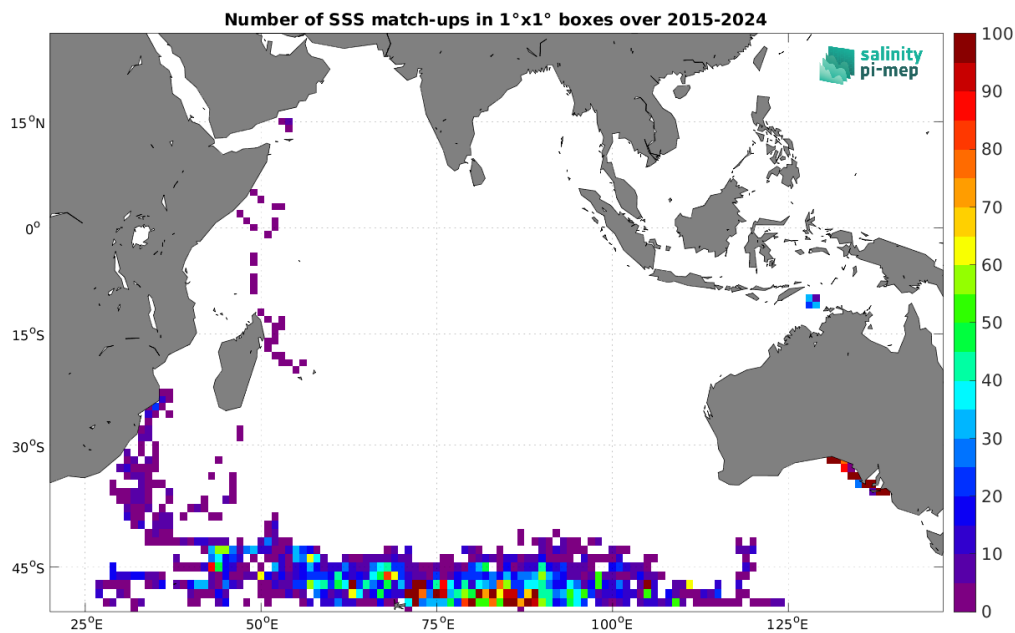 Number of SSS match-ups in 1°x1° boxes over 2015-2024
salinity
pi-mep
15°N
0°
15°S
30°S
45°S
25°E
50°E
75°E
100°E
125°E
100
90
80
70
60
50
40
30
20
10
0